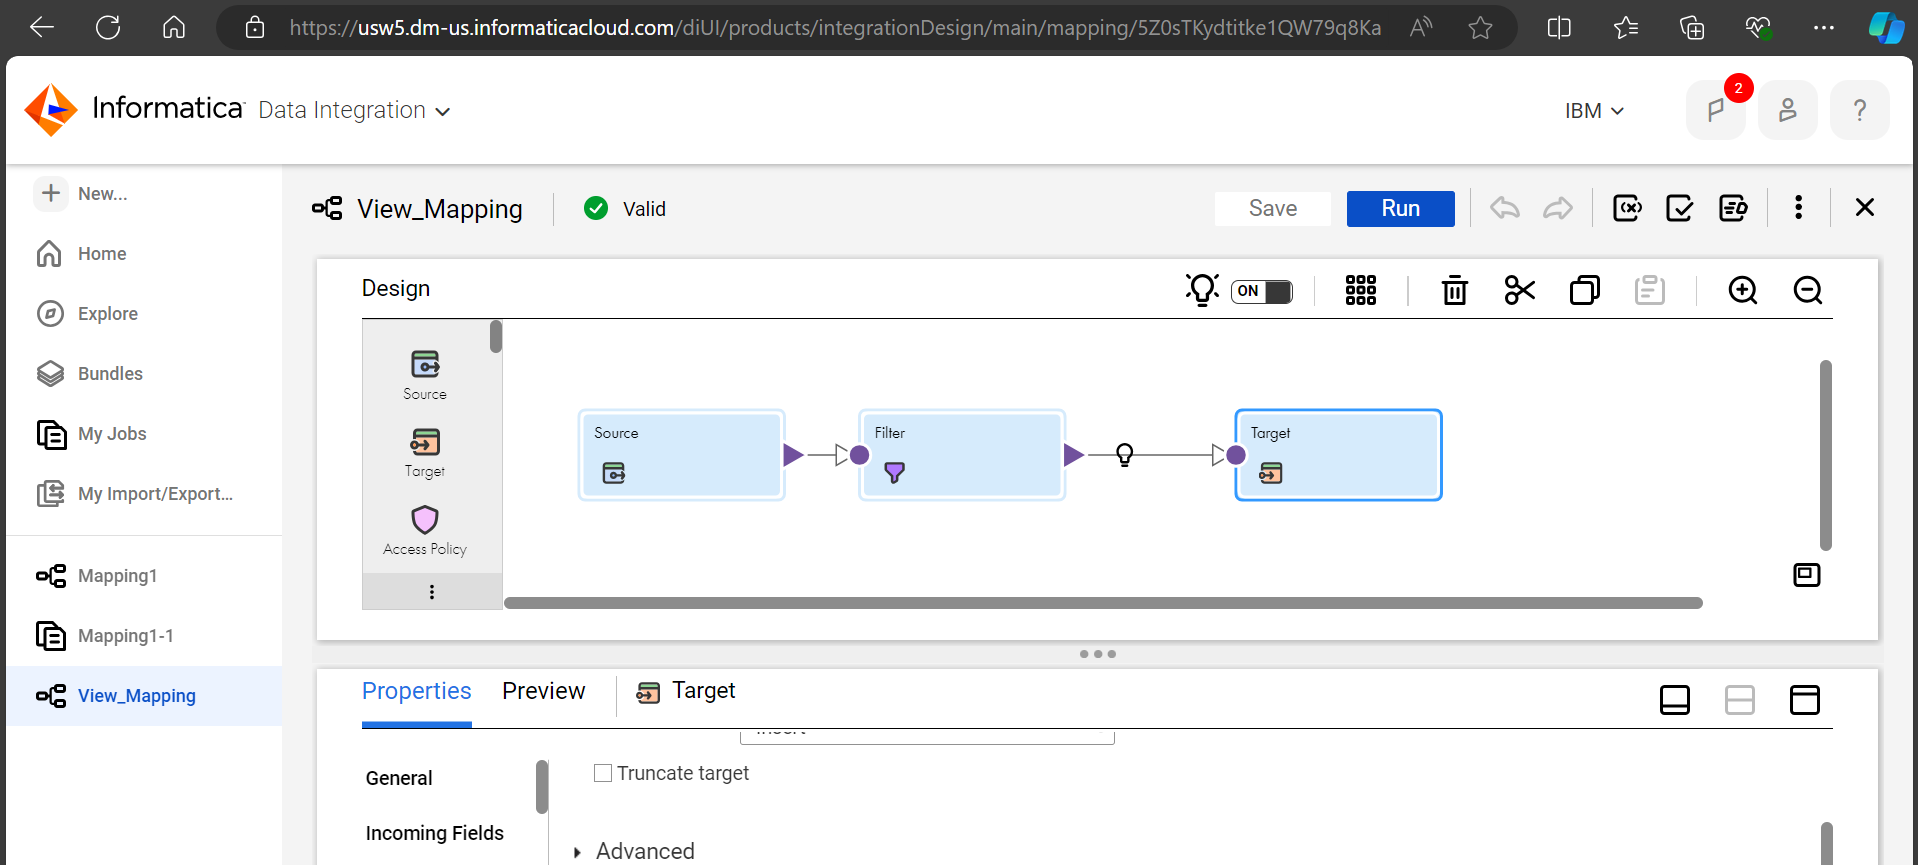 https://usw5.dm-us.informaticacloud.com/diUI/products/integrationDesign/main/mapping/5Z0sTKydtitke1QW79q8Ka
Informatica Data Integration
IBM
2
?
New...
Home
Explore
Bundles
My Jobs
My Import/Export...
Mapping1
Mapping1-1
View_Mapping
View_Mapping
Valid
Save
Run
Design
ON
Source
Target
Access Policy
Source
Filter
Target
Properties
Preview
Target
Insert
General
Incoming Fields
Truncate target
Advanced